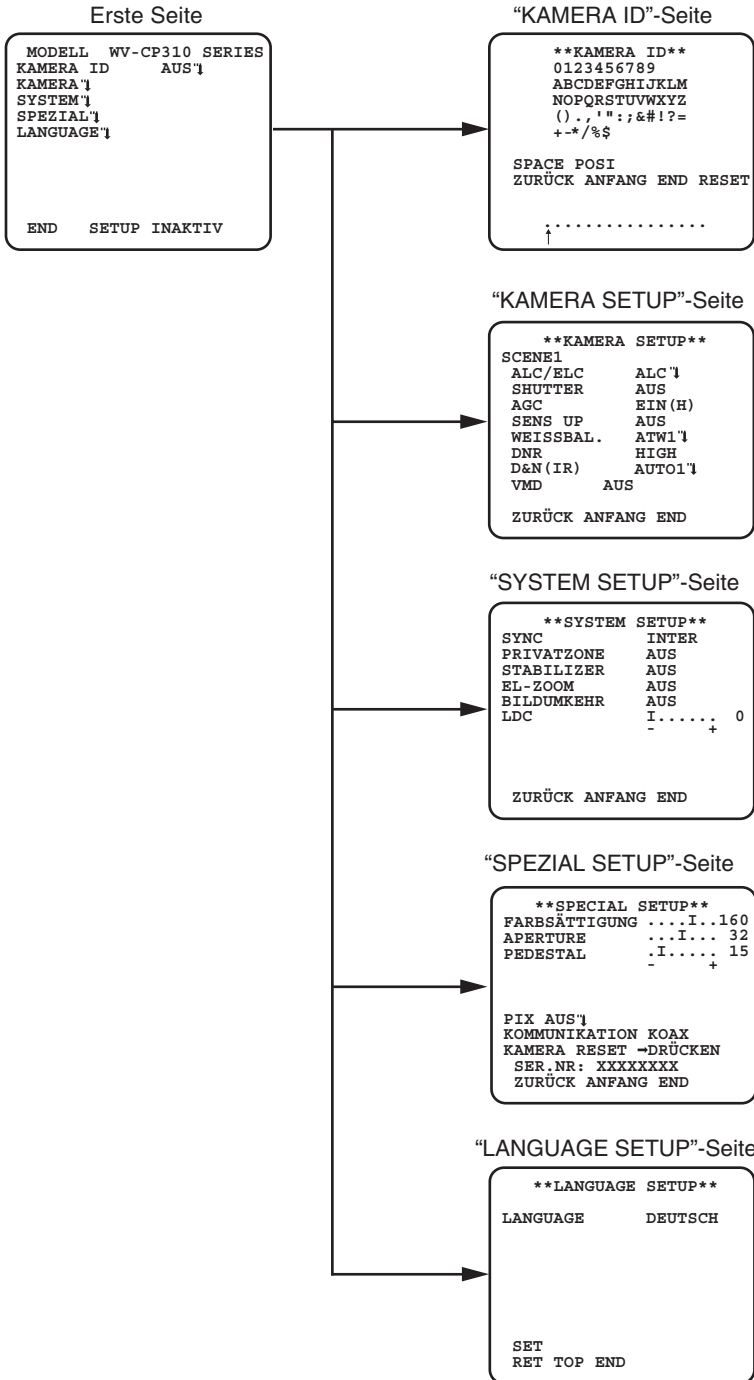 Erste Seite
MODELL WV-CP310 SERIES
KAMERA ID AUS
KAMERA
SYSTEM
SPEZIAL
LANGUAGE
END SETUP INAKTIV
“KAMERA ID”-Seite
**KAMERA ID**
0123456789
ABCDEFGHIJKLM
NOPQRSTUVWXYZ
().,'":;&#!?=
+-*/%$
SPACE POSI
ZURÜCK ANFANG END RESET
................
“KAMERA SETUP”-Seite
**KAMERA SETUP**
SCENE1
ALC/ELC ALC
SHUTTER AUS
AGC EIN(H)
SENS UP AUS
WEISSBAL. ATW1
DNR HIGH
D&N(IR) AUTO1
VMD AUS
ZURÜCK ANFANG END
“SYSTEM SETUP”-Seite
**SYSTEM SETUP**
SYNC INTER
PRIVATZONE AUS
STABILIZER AUS
EL-ZOOM AUS
BILDUMKEHR AUS
LDC I...... 0
- +
ZURÜCK ANFANG END
“SPEZIAL SETUP”-Seite
**SPECIAL SETUP**
FARBSÄTTIGUNG ....I..160
APERTURE ...I... 32
PEDESTAL .I..... 15
- +
PIX AUS
KOMMUNIKATION KOAX
KAMERA RESET →DRÜCKEN
SER.NR: XXXXXXXX
ZURÜCK ANFANG END
“LANGUAGE SETUP”-Seite
**LANGUAGE SETUP**
LANGUAGE DEUTSCH
SET
RET TOP END